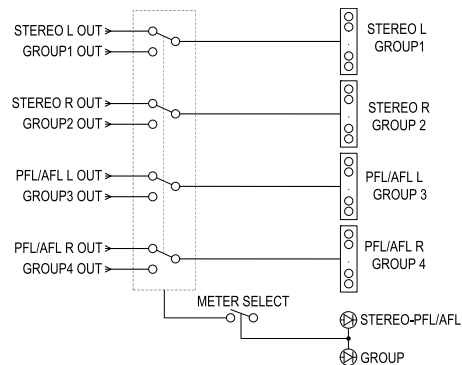 STEREO L OUT
GROUP1 OUT
STEREO L
GROUP1
STEREO R OUT
GROUP2 OUT
STEREO R
GROUP 2
PFL/AFL L OUT
GROUP3 OUT
PFL/AFL L
GROUP 3
PFL/AFL R OUT
GROUP4 OUT
PFL/AFL R
GROUP 4
METER SELECT
STEREO-PFL/AFL
GROUP